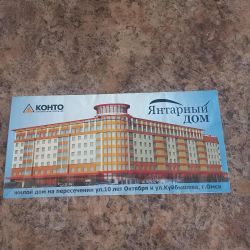 КОНТО
Янтарный
ДОМ
жилой дом на пересечении ул.10 лет Октября и ул.Куйбышева, г.Омск